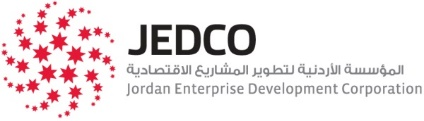 JEDCO
المؤسسة الأردنية لتطوير المشاريع الاقتصادية
Jordan Enterprise Development Corporation